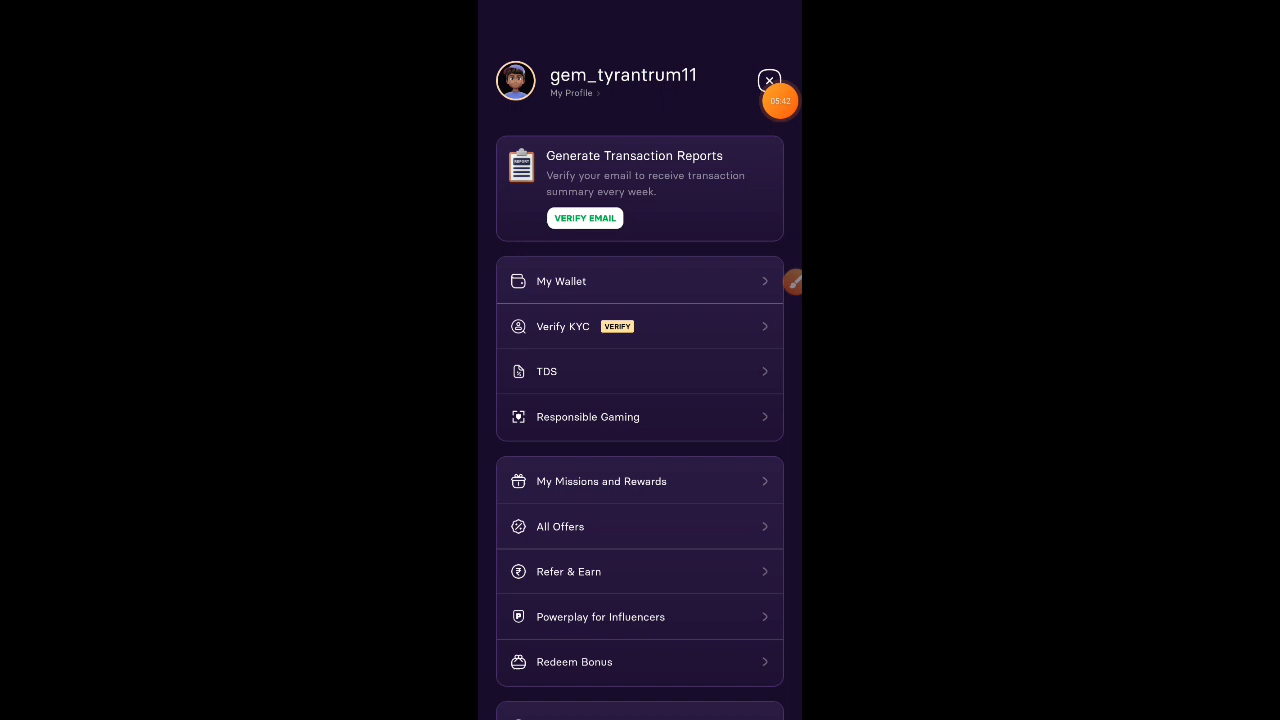 gem_tyrantrum11
My Profile
05:42
REPORT
Generate Transaction Reports
Verify your email to receive transaction
summary every week.
VERIFY EMAIL
My Wallet
Verify KYC VERIFY
TDS
Responsible Gaming
My Missions and Rewards
All Offers
Refer & Earn
Powerplay for Influencers
Redeem Bonus